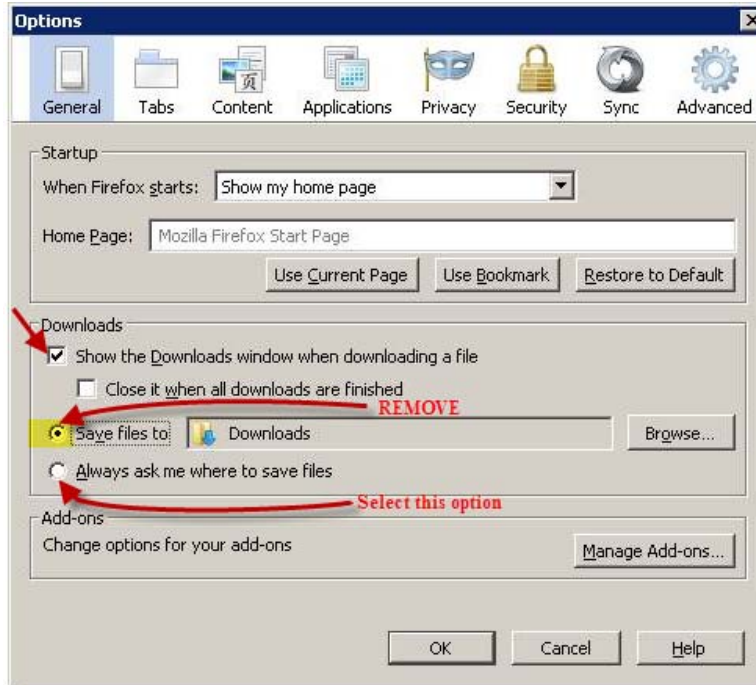 Options
General Tabs Content Applications Privacy Security Sync Advanced
页
Startup
When Firefox starts: Show my home page
Home Page: Mozilla Firefox Start Page
Use Current Page Use Bookmark Restore to Default
Downloads
Show the Downloads window when downloading a file
Close it when all downloads are finished
REMOVE
Save files to Downloads Browse...
Always ask me where to save files
Select this option
Add-ons
Change options for your add-ons
Manage Add-ons...
OK Cancel Help